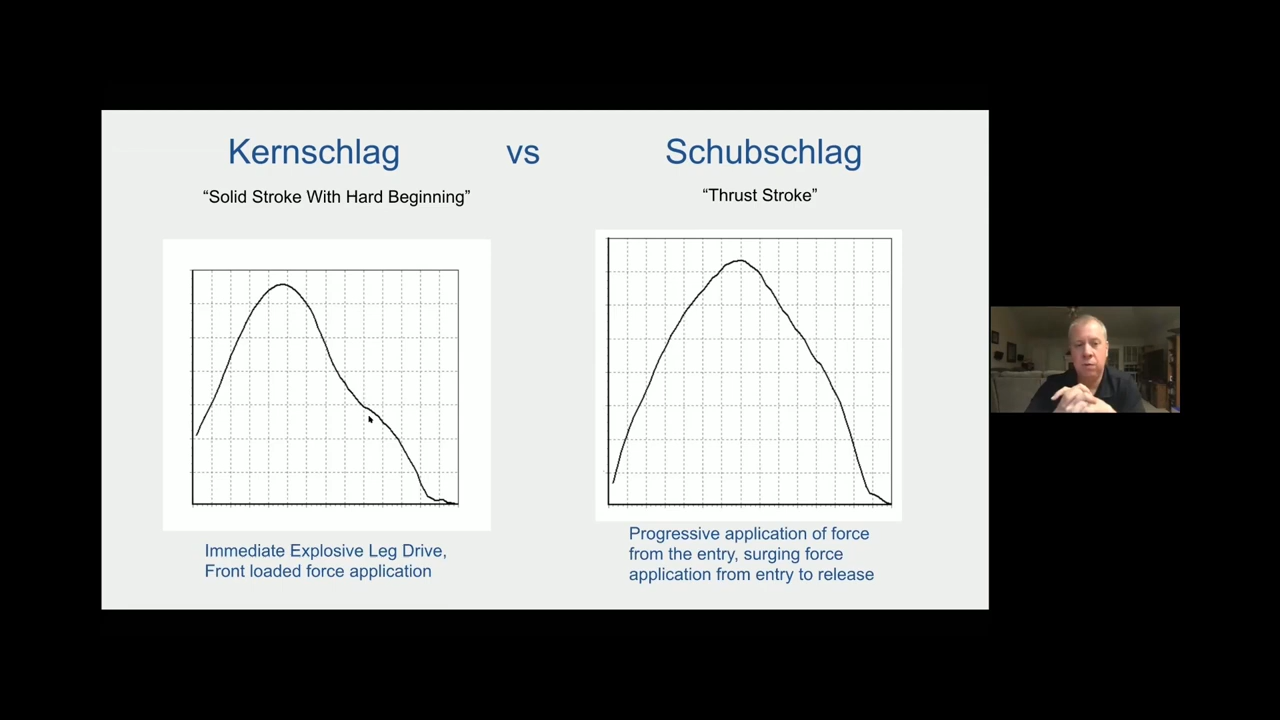 Kernschlag vs Schubschlag
“Solid Stroke With Hard Beginning”
“Thrust Stroke”
Immediate Explosive Leg Drive,
Front loaded force application
Progressive application of force
from the entry, surging force
application from entry to release